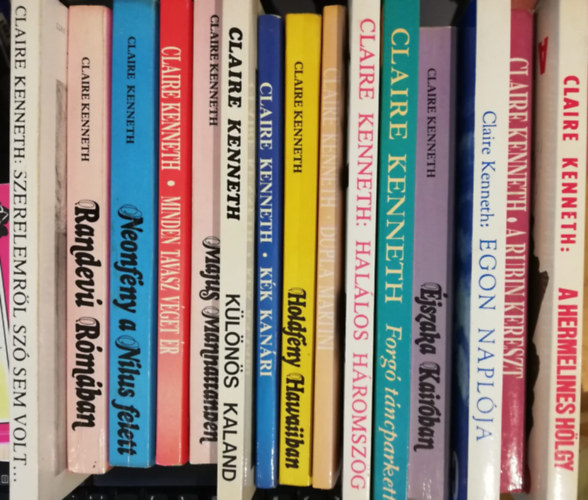 CLAIRE KENNETH: SZERELEMRŐL SZÓ SEM VOLT...
CLAIRE KENNETH Randevú Rómában
CLAIRE KENNETH Neonfény a Nílus felett
CLAIRE KENNETH • MINDEN TAVASZ VÉGET ÉR
CLAIRE KENNETH Május Manhattanben
CLAIRE KENNETH KÜLÖNÖS KALAND
CLAIRE KENNETH • KÉK KANÁRI
CLAIRE KENNETH Holdfény Hawaiiban
CLAIRE KENNETH • DUPLA MARTINI
CLAIRE KENNETH: HALÁLOS HÁROMSZÖG
CLAIRE KENNETH Forgó táncparkett
CLAIRE KENNETH Éjszaka Kairóban
Claire Kenneth: EGON NAPLÓJA
CLAIRE KENNETH • A RUBIN KERESZT
CLAIRE KENNETH: A HERMELINES HÖLGY